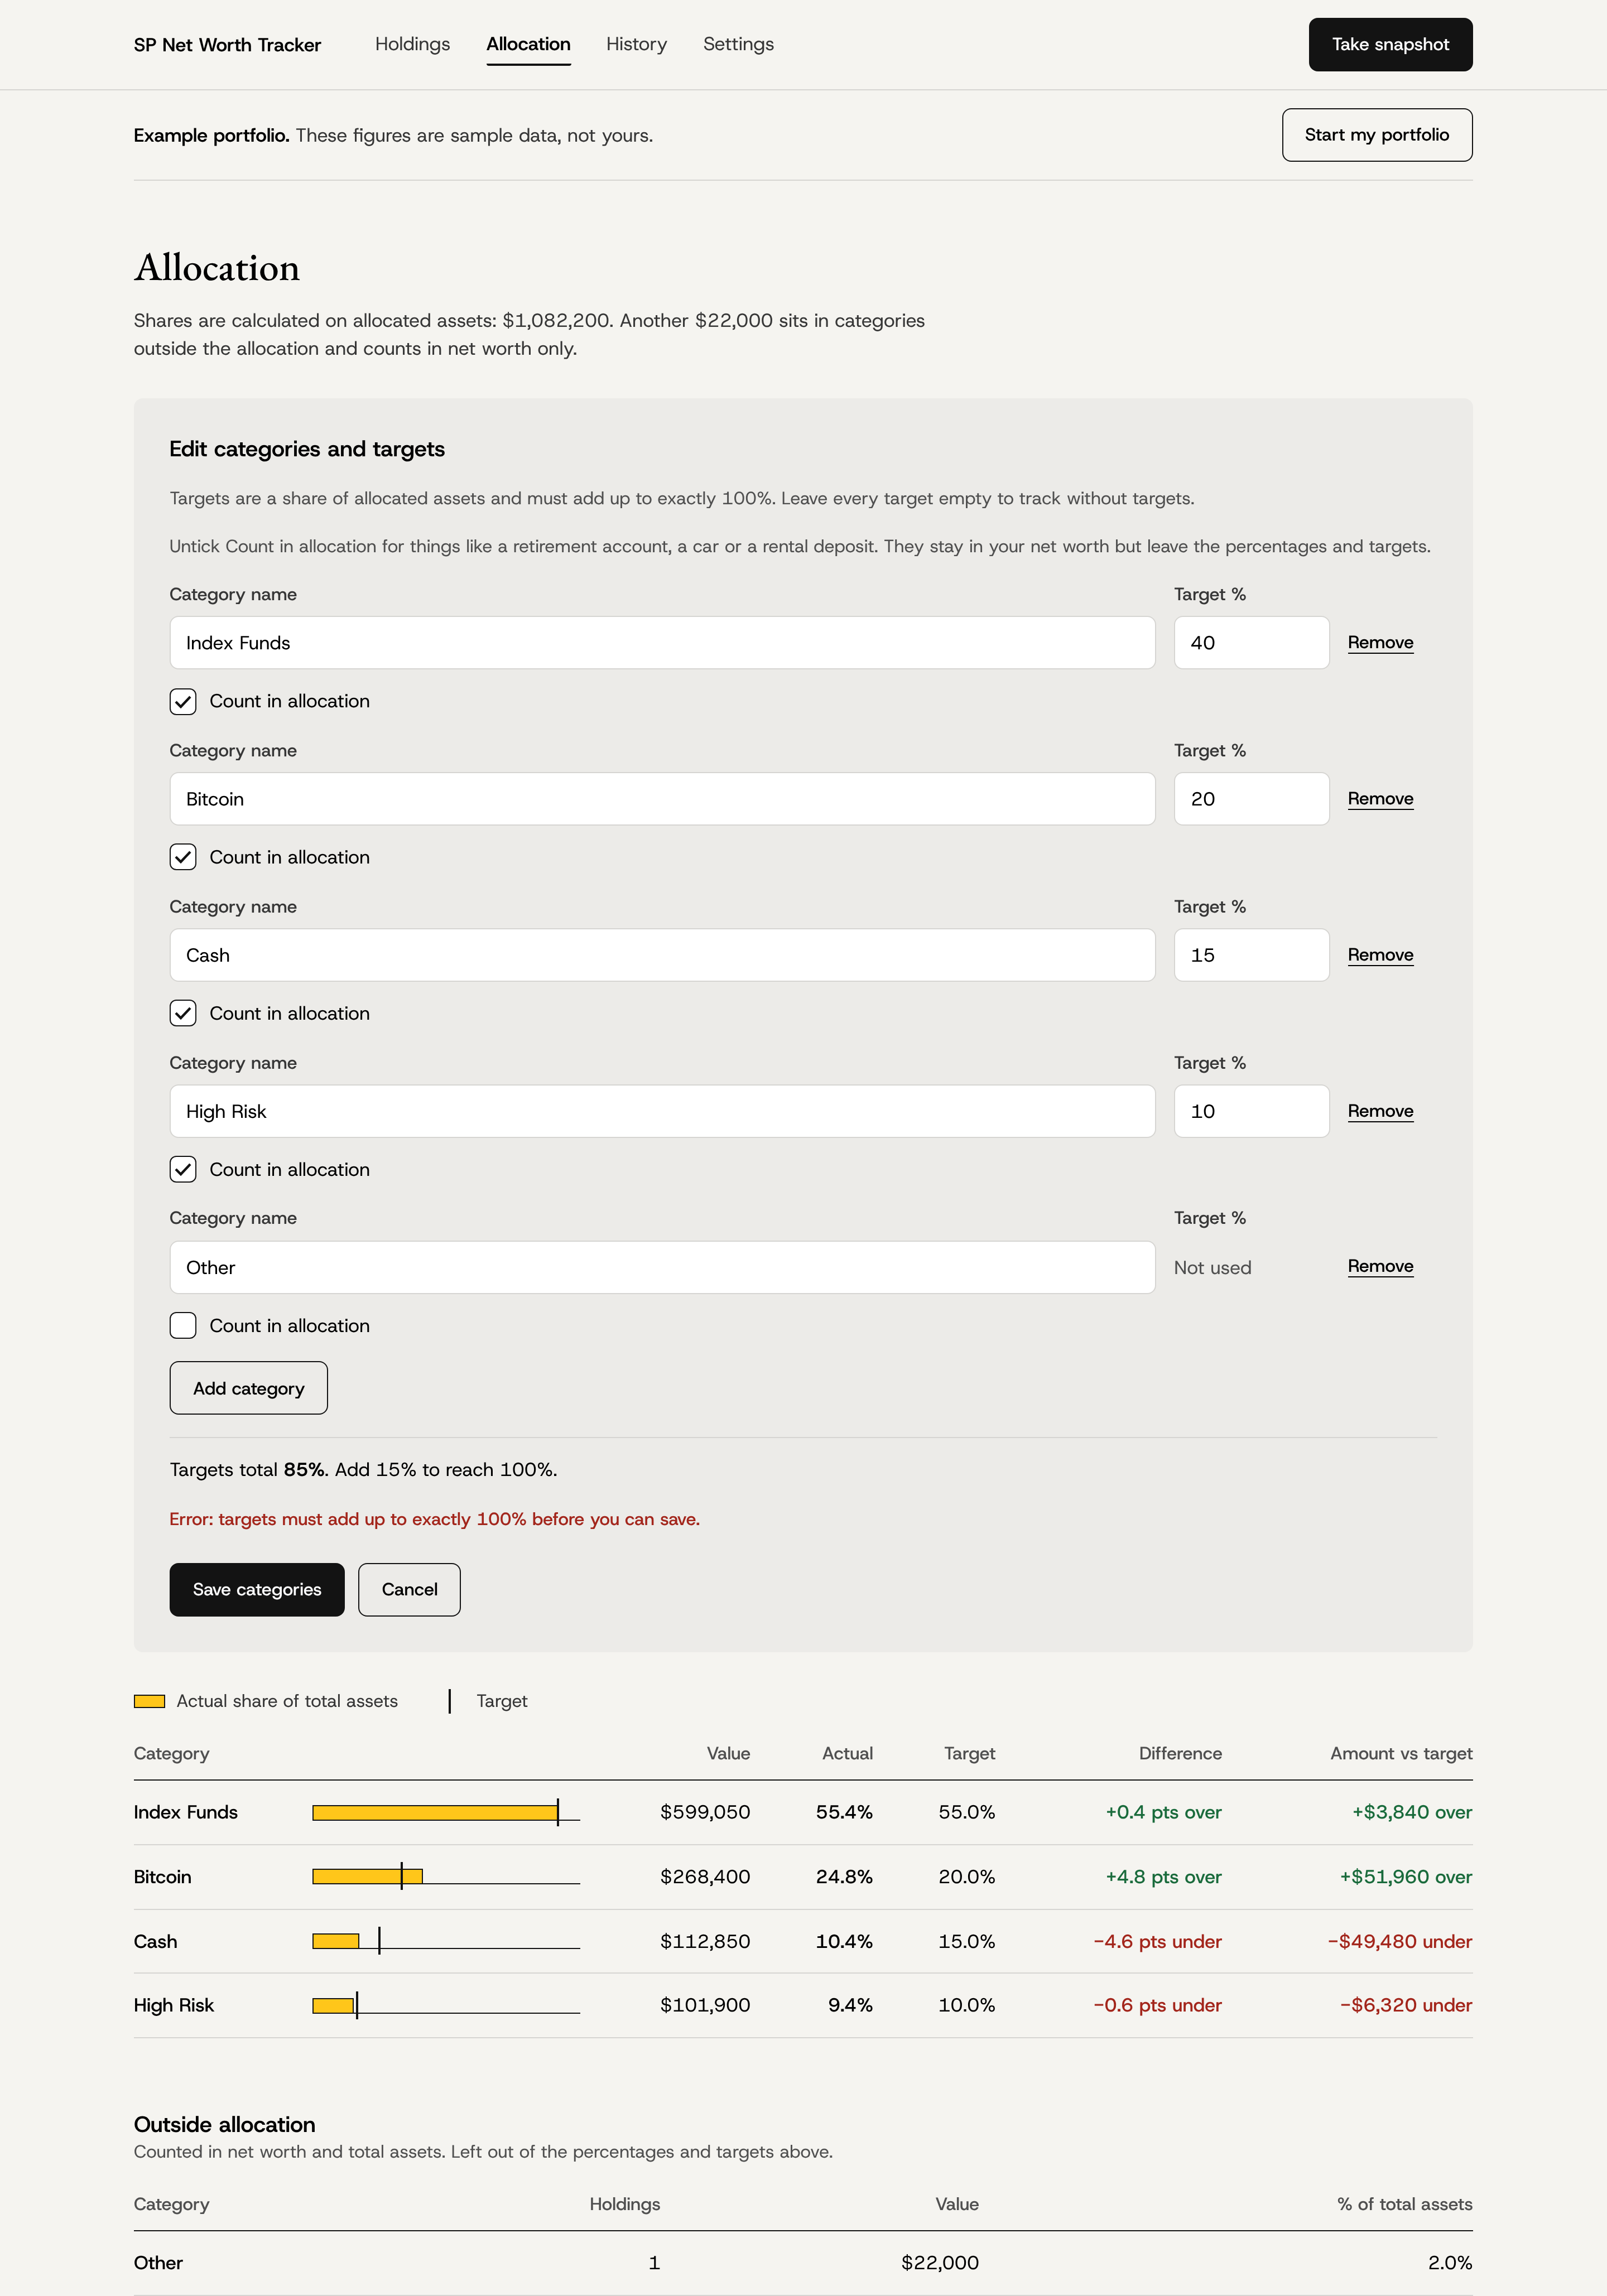 SP Net Worth Tracker Holdings Allocation History Settings Take snapshot
Example portfolio. These figures are sample data, not yours. Start my portfolio
Allocation
Shares are calculated on allocated assets: $1,082,200. Another $22,000 sits in categories
outside the allocation and counts in net worth only.
Edit categories and targets
Targets are a share of allocated assets and must add up to exactly 100%. Leave every target empty to track without targets.
Untick Count in allocation for things like a retirement account, a car or a rental deposit. They stay in your net worth but leave the percentages and targets.
Category name Target %
Index Funds 40 Remove
Count in allocation
Category name Target %
Bitcoin 20 Remove
Count in allocation
Category name Target %
Cash 15 Remove
Count in allocation
Category name Target %
High Risk 10 Remove
Count in allocation
Category name Target %
Other Not used Remove
Count in allocation
Add category
Targets total 85%. Add 15% to reach 100%.
Error: targets must add up to exactly 100% before you can save.
Save categories Cancel
Actual share of total assets Target
Category Value Actual Target Difference Amount vs target
Index Funds $599,050 55.4% 55.0% +0.4 pts over +$3,840 over
Bitcoin $268,400 24.8% 20.0% +4.8 pts over +$51,960 over
Cash $112,850 10.4% 15.0% −4.6 pts under −$49,480 under
High Risk $101,900 9.4% 10.0% −0.6 pts under −$6,320 under
Outside allocation
Counted in net worth and total assets. Left out of the percentages and targets above.
Category Holdings Value % of total assets
Other 1 $22,000 2.0%